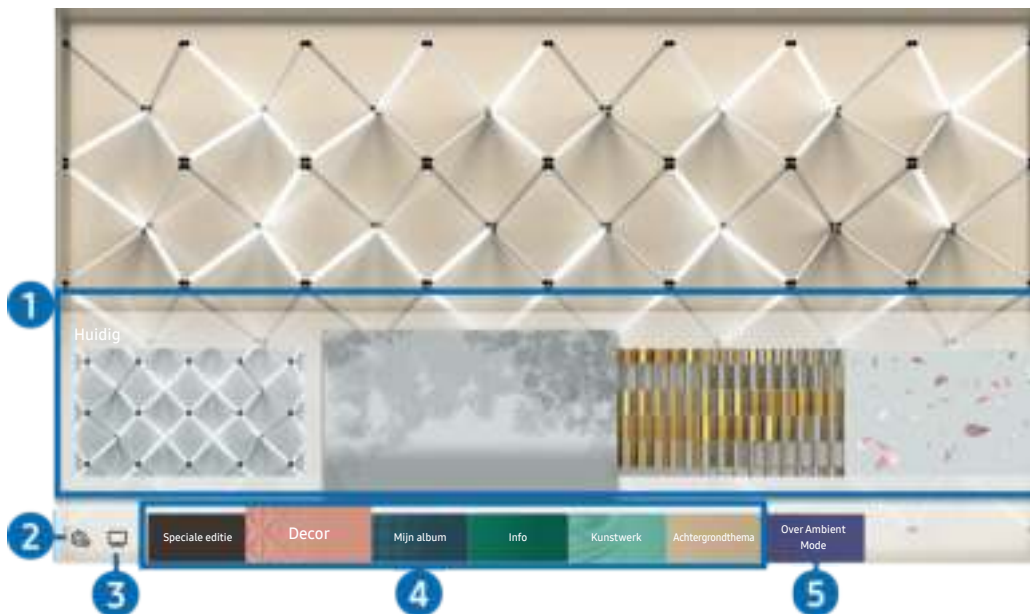 1
Huidig
2
3
Speciale editie
Decor
Mijn album
Info
Kunstwerk
Achtergrondthema
Over Ambient
Mode
4
5